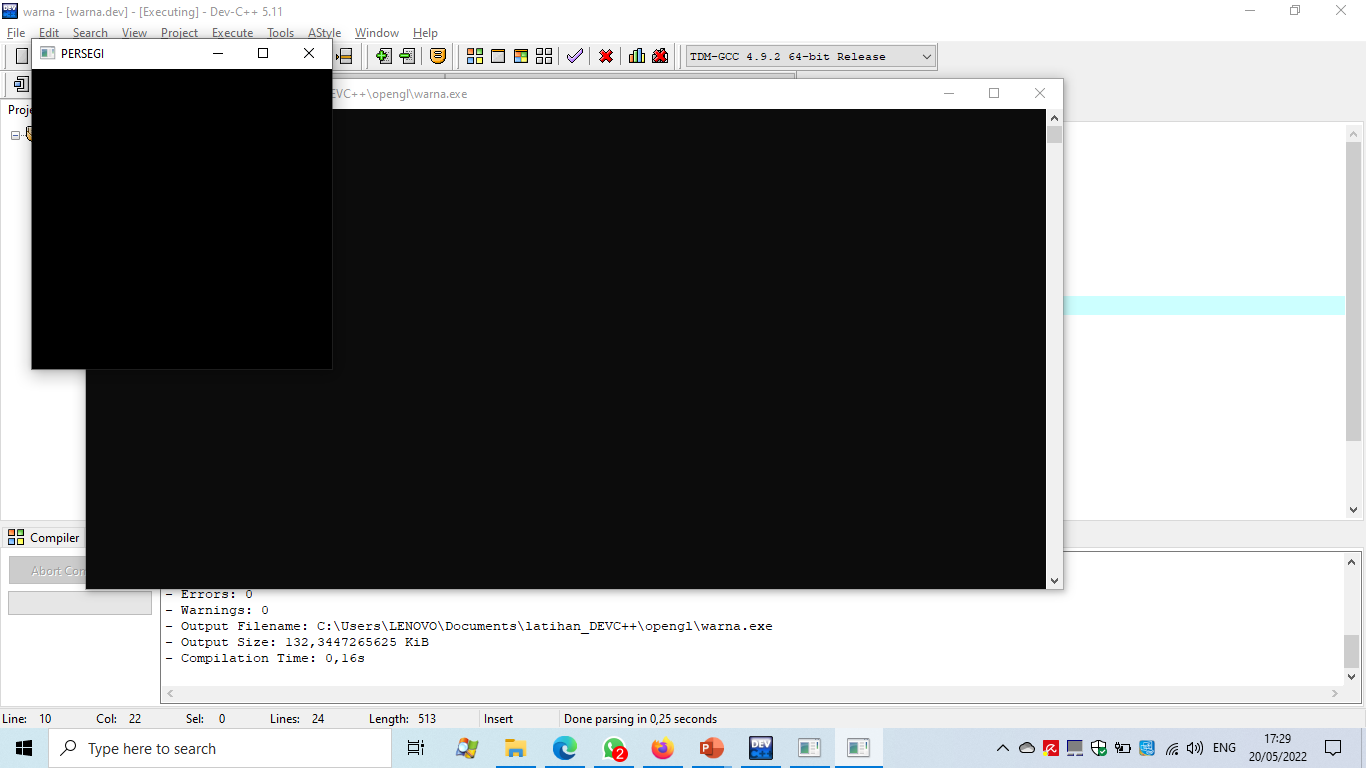 warna - [warna.dev] - [Executing] - Dev-C++ 5.11
File Edit Search View Project Execute Tools AStyle Window Help
PERSEGI
TDM-GCC 4.9.2 64-bit Release
\opengl\warna.exe
Compiler
- Errors: 0
- Warnings: 0
- Output Filename: C:\Users\LENOVO\Documents\latihan_DEVC++\opengl\warna.exe
- Output Size: 132,3447265625 KiB
- Compilation Time: 0,16s
Line: 10 Col: 22 Sel: 0 Lines: 24 Length: 513 Insert Done parsing in 0,25 seconds
Type here to search
DEV
2
ENG
17:29
20/05/2022